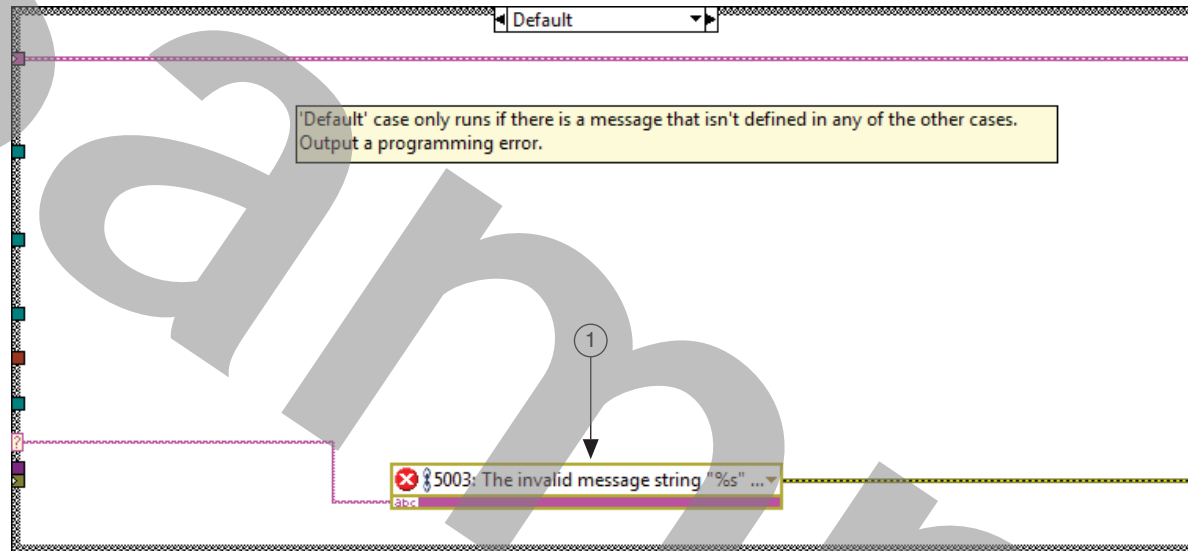 Default
'Default' case only runs if there is a message that isn't defined in any of the other cases.
Output a programming error.
1
?
5003: The invalid message string "%s" ...
abc